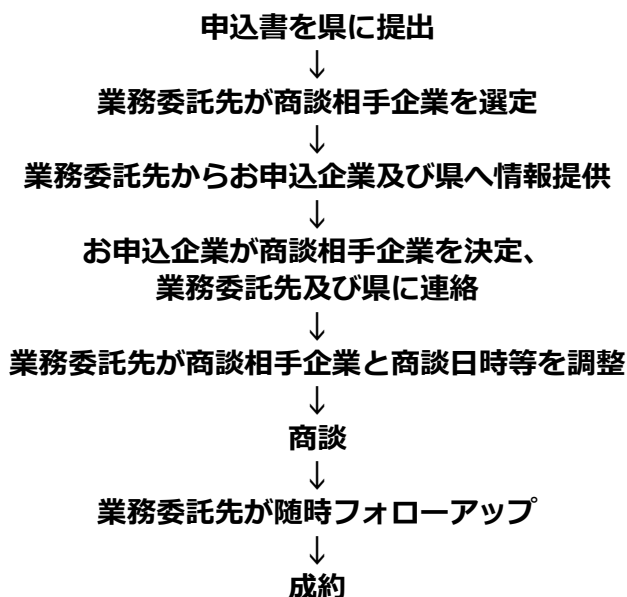 申込書を県に提出
↓
業務委託先が商談相手企業を選定
↓
業務委託先からお申込企業及び県へ情報提供
↓
お申込企業が商談相手企業を決定、
業務委託先及び県に連絡
↓
業務委託先が商談相手企業と商談日時等を調整
↓
商談
↓
業務委託先が随時フォローアップ
↓
成約